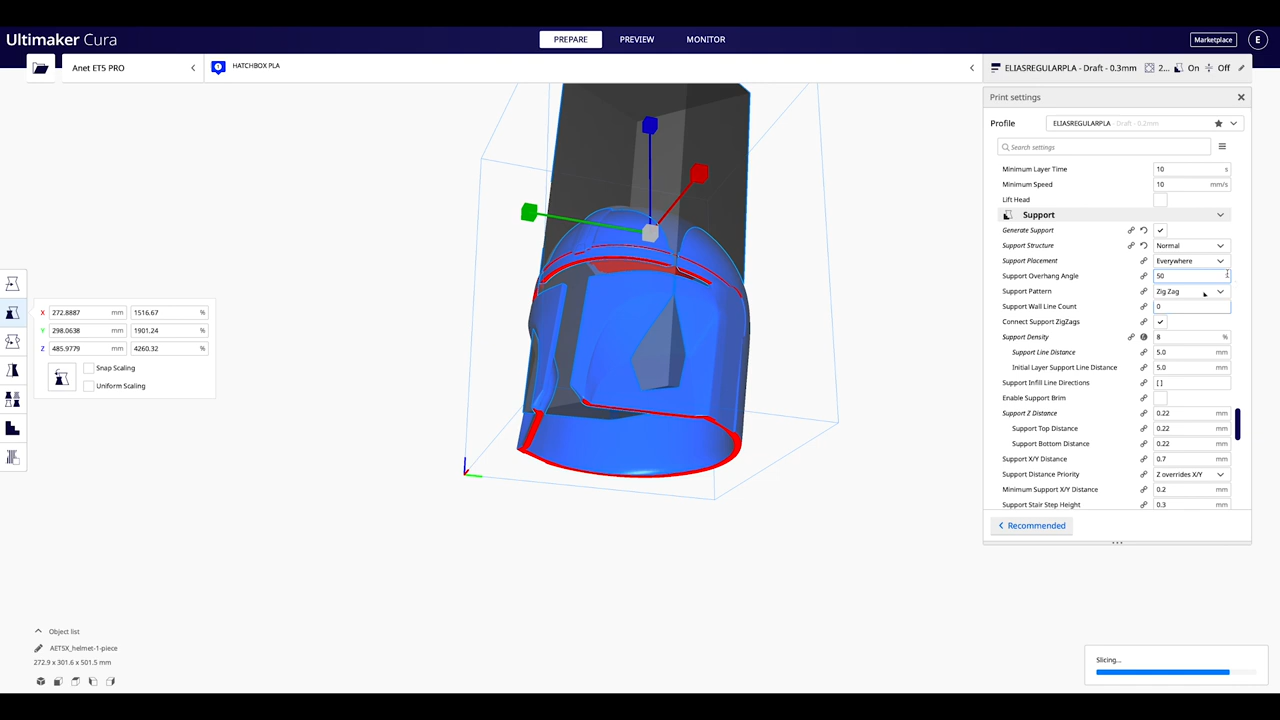 Ultimaker Cura
PREPARE
PREVIEW
MONITOR
Marketplace
E
Anet ET5 PRO
HATCHBOX PLA
ELIASREGULARPLA - Draft - 0.3mm
2...
On
Off
Print settings
Profile
ELIASREGULARPLA - Draft - 0.2mm
Search settings
Minimum Layer Time 10 s
Minimum Speed 10 mm/s
Lift Head
Support
Generate Support
Support Structure Normal
Support Placement Everywhere
Support Overhang Angle 50
Support Pattern Zig Zag
Support Wall Line Count 0
Connect Support ZigZags
Support Density 8 %
Support Line Distance 5.0 mm
Initial Layer Support Line Distance 5.0 mm
Support Infill Line Directions [ ]
Enable Support Brim
Support Z Distance 0.22 mm
Support Top Distance 0.22 mm
Support Bottom Distance 0.22 mm
Support X/Y Distance 0.7 mm
Support Distance Priority Z overrides X/Y
Minimum Support X/Y Distance 0.2 mm
Support Stair Step Height 0.3 mm
Recommended
X 272.8887 mm 1516.67 %
Y 298.0638 mm 1901.24 %
Z 485.9779 mm 4260.32 %
Snap Scaling
Uniform Scaling
Object list
AET5X_helmet-1-piece
272.9 x 301.6 x 501.5 mm
Slicing...